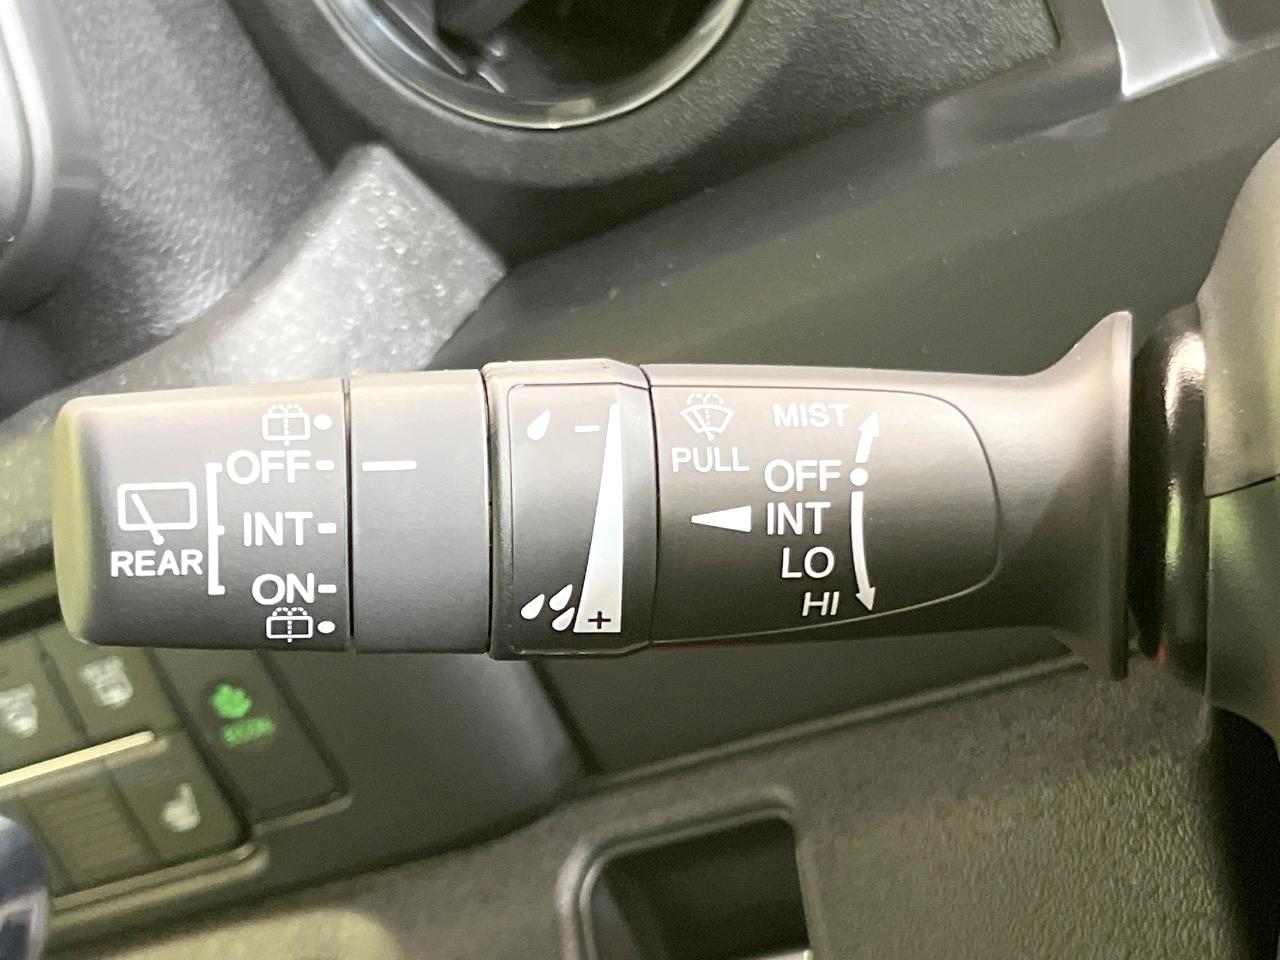 OFF
INT
ON
REAR
−
+
PULL
MIST
OFF
INT
LO
HI